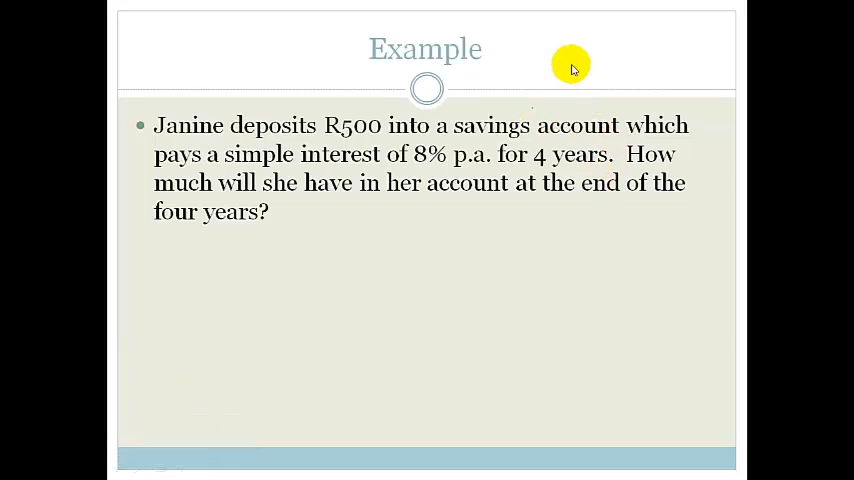 Example
• Janine deposits R500 into a savings account which
pays a simple interest of 8% p.a. for 4 years.  How
much will she have in her account at the end of the
four years?